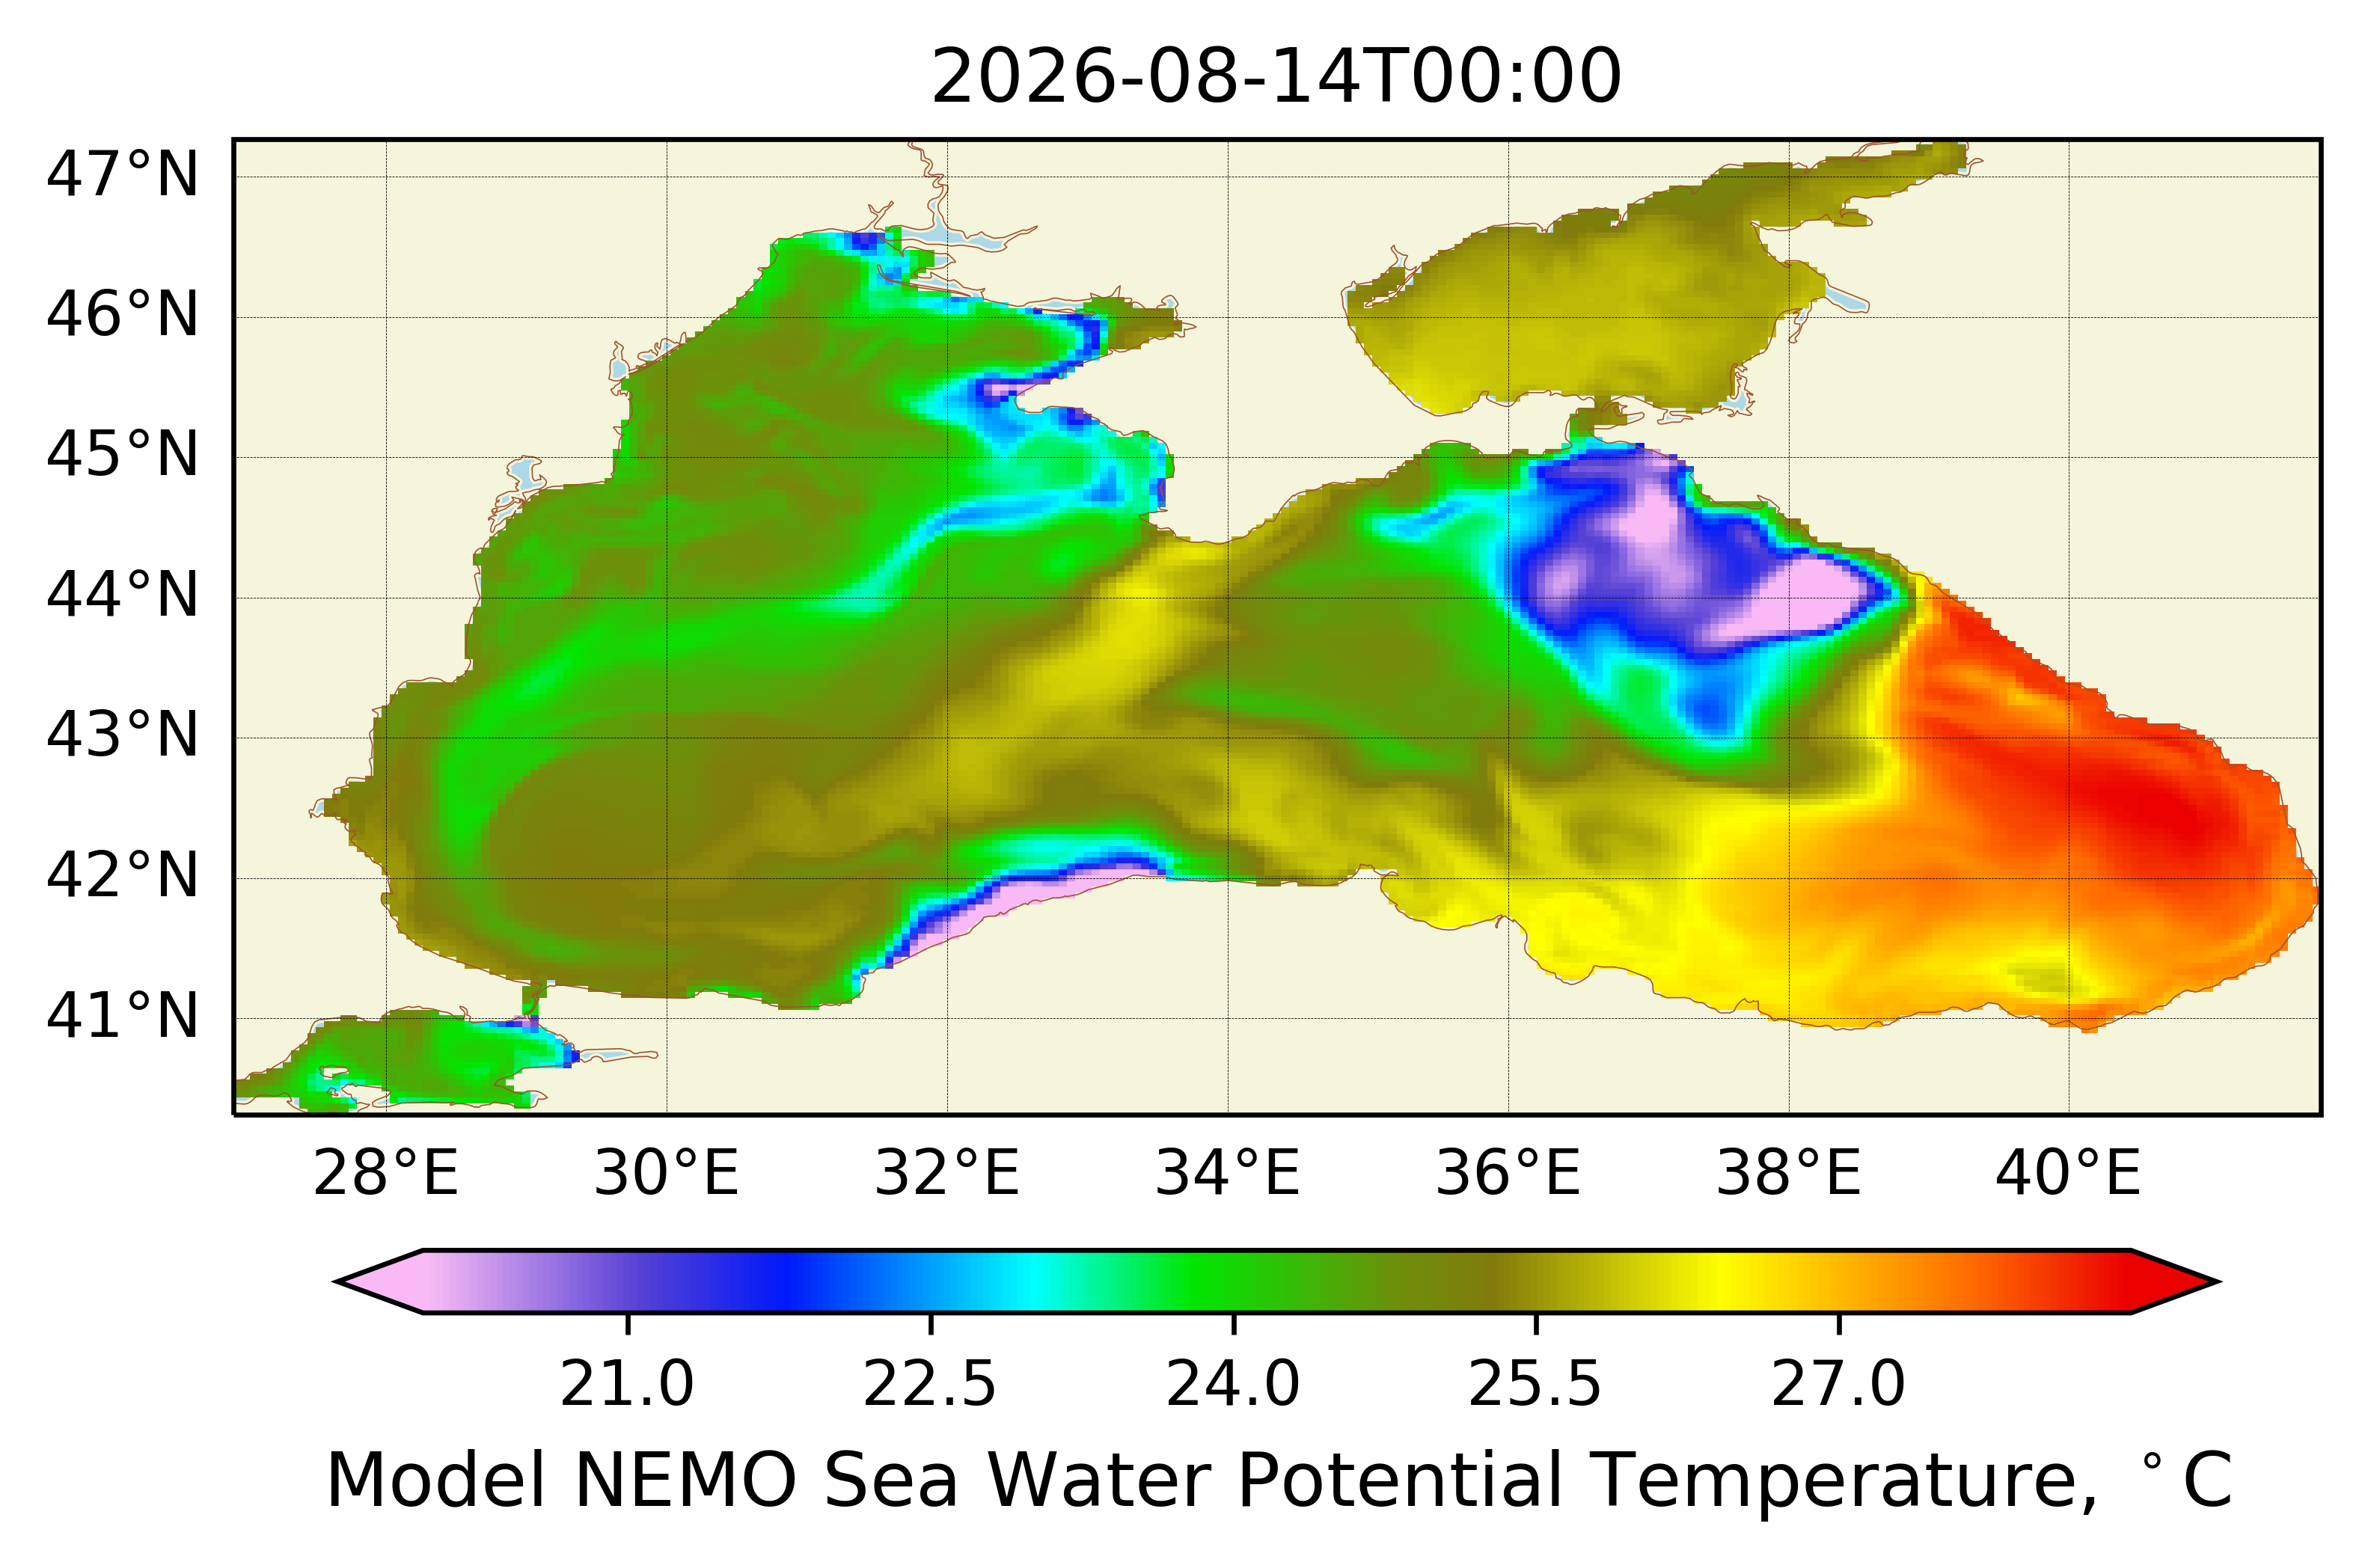 2026-08-14T00:00
47°N
46°N
45°N
44°N
43°N
42°N
41°N
28°E 30°E 32°E 34°E 36°E 38°E 40°E
21.0 22.5 24.0 25.5 27.0
Model NEMO Sea Water Potential Temperature, °C